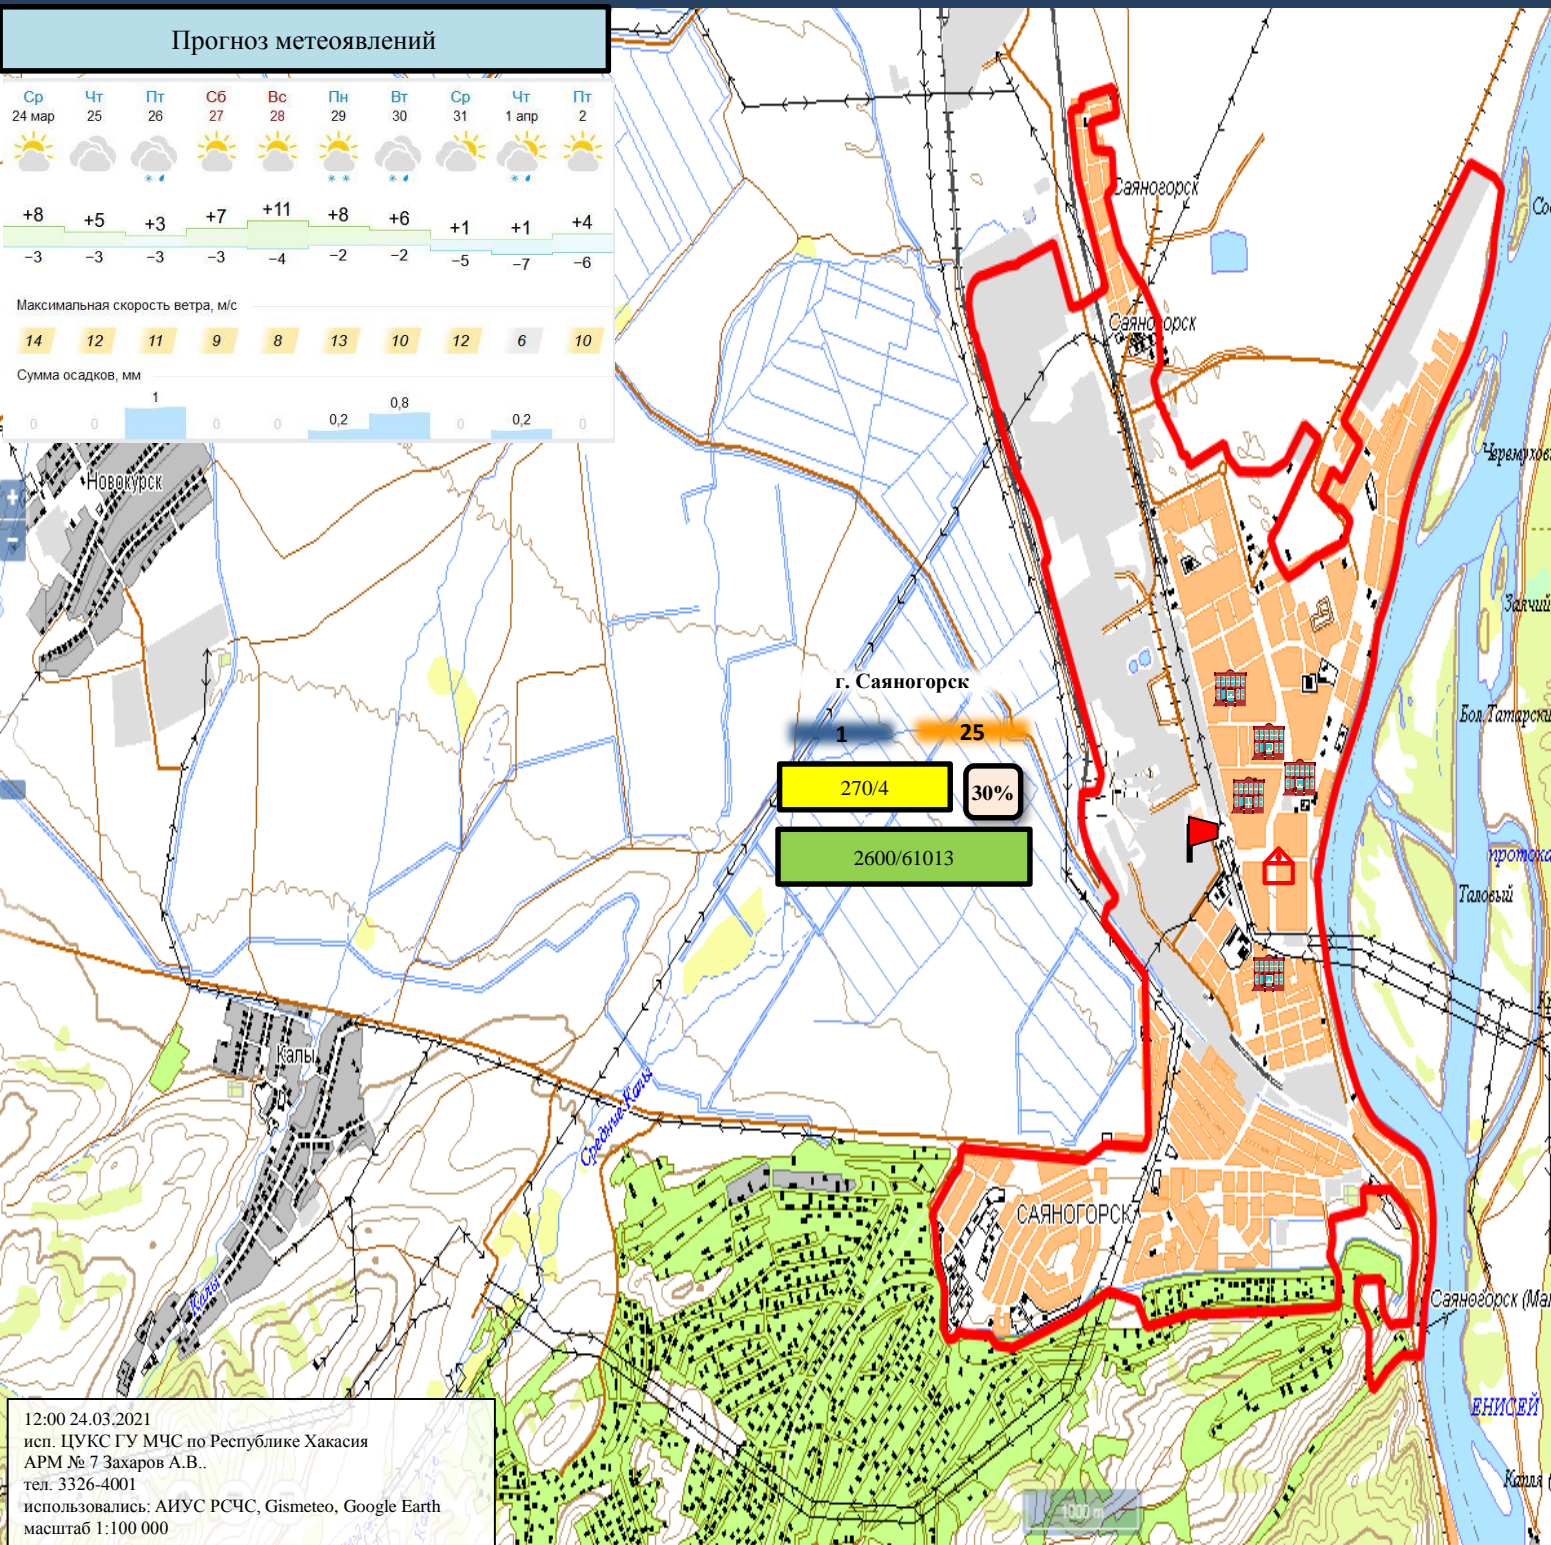 Прогноз метеоявлений
Ср Чт Пт Сб Вс Пн Вт Ср Чт Пт
24 мар 25 26 27 28 29 30 31 1 апр 2
+8 +5 +3 +7 +11 +8 +6 +1 +1 +4
−3 −3 −3 −3 −4 −2 −2 −5 −7 −6
Максимальная скорость ветра, м/с
14 12 11 9 8 13 10 12 6 10
Сумма осадков, мм
0 0 1 0 0 0,2 0,8 0 0,2 0
Саяногорск
Саяногорск
Новокурск
+
-
Заячий
г. Саяногорск
Бол.Татарский
1 25
270/4 30%
2600/61013
протока
Таловый
Калы
Средние Калы
САЯНОГОРСК
Калы
Саяногорск (Май
ЕНИСЕЙ
Капля (
1000 m
12:00 24.03.2021
исп. ЦУКС ГУ МЧС по Республике Хакасия
АРМ № 7 Захаров А.В..
тел. 3326-4001
использовались: АИУС РСЧС, Gismeteo, Google Earth
масштаб 1:100 000